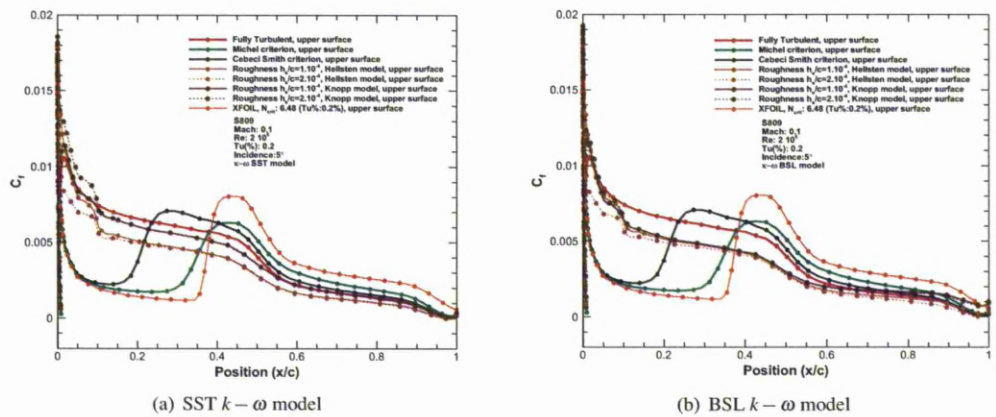 0.02
0.015
0.01
0.005
0
C_f
0 0.2 0.4 0.6 0.8 1
Position (x/c)
Fully Turbulent, upper surface
Michel criterion, upper surface
Cebeci Smith criterion, upper surface
Roughness h_s/c=1.10^-4, Hellsten model, upper surface
Roughness h_s/c=2.10^-4, Hellsten model, upper surface
Roughness h_s/c=1.10^-4, Knopp model, upper surface
Roughness h_s/c=2.10^-4, Knopp model, upper surface
XFOIL, N_crit: 6.48 (Tu%:0.2%), upper surface
S809
Mach: 0,1
Tu(%): 0.2
Incidence:5°
κ-ω SST model
(a) SST k − ω model
0.02
0.015
0.01
0.005
0
C_f
0 0.2 0.4 0.6 0.8 1
Position (x/c)
Fully Turbulent, upper surface
Michel criterion, upper surface
Cebeci Smith criterion, upper surface
Roughness h_s/c=1.10^-4, Hellsten model, upper surface
Roughness h_s/c=2.10^-4, Hellsten model, upper surface
Roughness h_s/c=1.10^-4, Knopp model, upper surface
Roughness h_s/c=2.10^-4, Knopp model, upper surface
XFOIL, N_crit: 6.48 (Tu%:0.2%), upper surface
S809
Mach: 0,1
Tu(%): 0.2
Incidence:5°
κ-ω BSL model
(b) BSL k − ω model